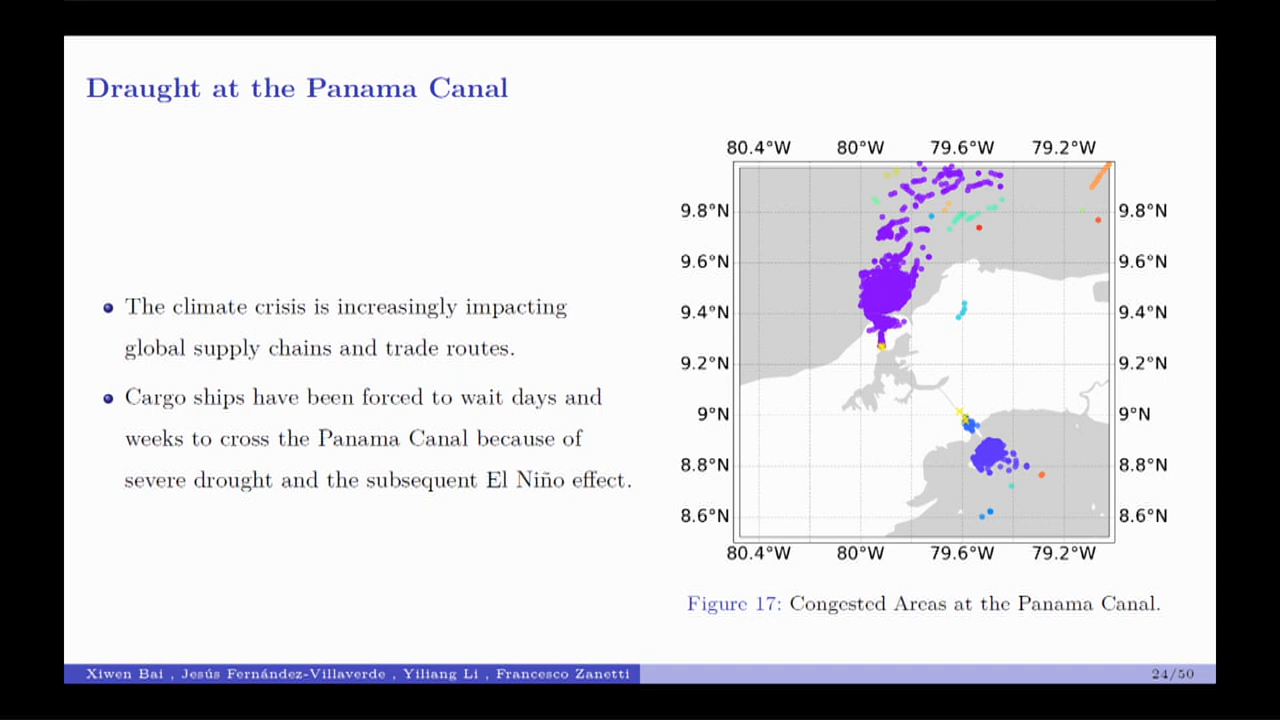 Draught at the Panama Canal
The climate crisis is increasingly impacting
global supply chains and trade routes.
Cargo ships have been forced to wait days and
weeks to cross the Panama Canal because of
severe drought and the subsequent El Niño effect.
80.4°W 80°W 79.6°W 79.2°W
9.8°N 9.8°N
9.6°N 9.6°N
9.4°N 9.4°N
9.2°N 9.2°N
9°N 9°N
8.8°N 8.8°N
8.6°N 8.6°N
80.4°W 80°W 79.6°W 79.2°W
Figure 17: Congested Areas at the Panama Canal.
Xiwen Bai , Jesús Fernández-Villaverde , Yiliang Li , Francesco Zanetti 24/50